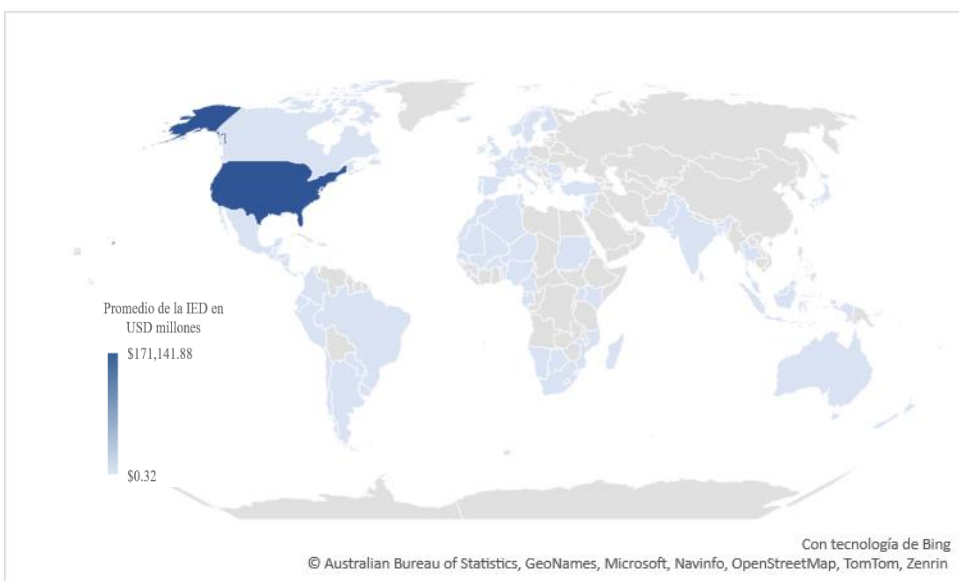 Promedio de la IED en
USD millones
$171,141.88
$0.32
Con tecnología de Bing
© Australian Bureau of Statistics, GeoNames, Microsoft, Navinfo, OpenStreetMap, TomTom, Zenrin